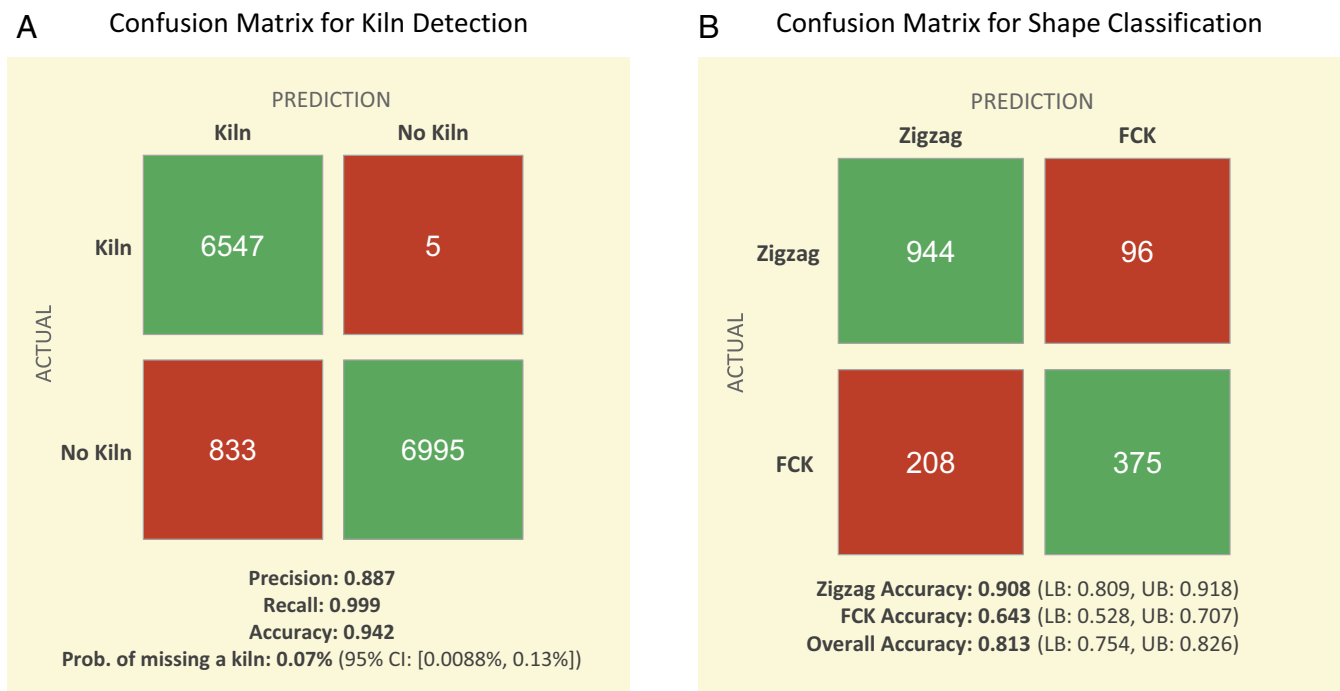 A Confusion Matrix for Kiln Detection
PREDICTION
Kiln No Kiln
ACTUAL
Kiln 6547 5
No Kiln 833 6995
Precision: 0.887
Recall: 0.999
Accuracy: 0.942
Prob. of missing a kiln: 0.07% (95% CI: [0.0088%, 0.13%])
B Confusion Matrix for Shape Classification
PREDICTION
Zigzag FCK
ACTUAL
Zigzag 944 96
FCK 208 375
Zigzag Accuracy: 0.908 (LB: 0.809, UB: 0.918)
FCK Accuracy: 0.643 (LB: 0.528, UB: 0.707)
Overall Accuracy: 0.813 (LB: 0.754, UB: 0.826)